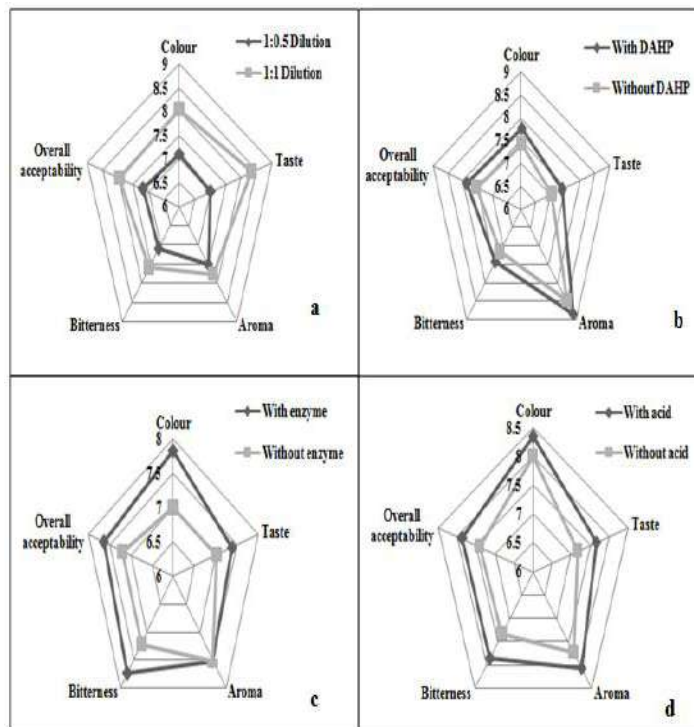 1:0.5 Dilution
1:1 Dilution
Colour
9
8.5
8
7.5
7
6.5
6
Taste
Aroma
Bitterness
Overall
acceptability
a
With DAHP
Without DAHP
Colour
9
8.5
8
7.5
7
6.5
6
Taste
Aroma
Bitterness
Overall
acceptability
b
With enzyme
Without enzyme
Colour
8
7.5
7
6.5
6
Taste
Aroma
Bitterness
Overall
acceptability
c
With acid
Without acid
Colour
8.5
8
7.5
7
6.5
6
Taste
Aroma
Bitterness
Overall
acceptability
d